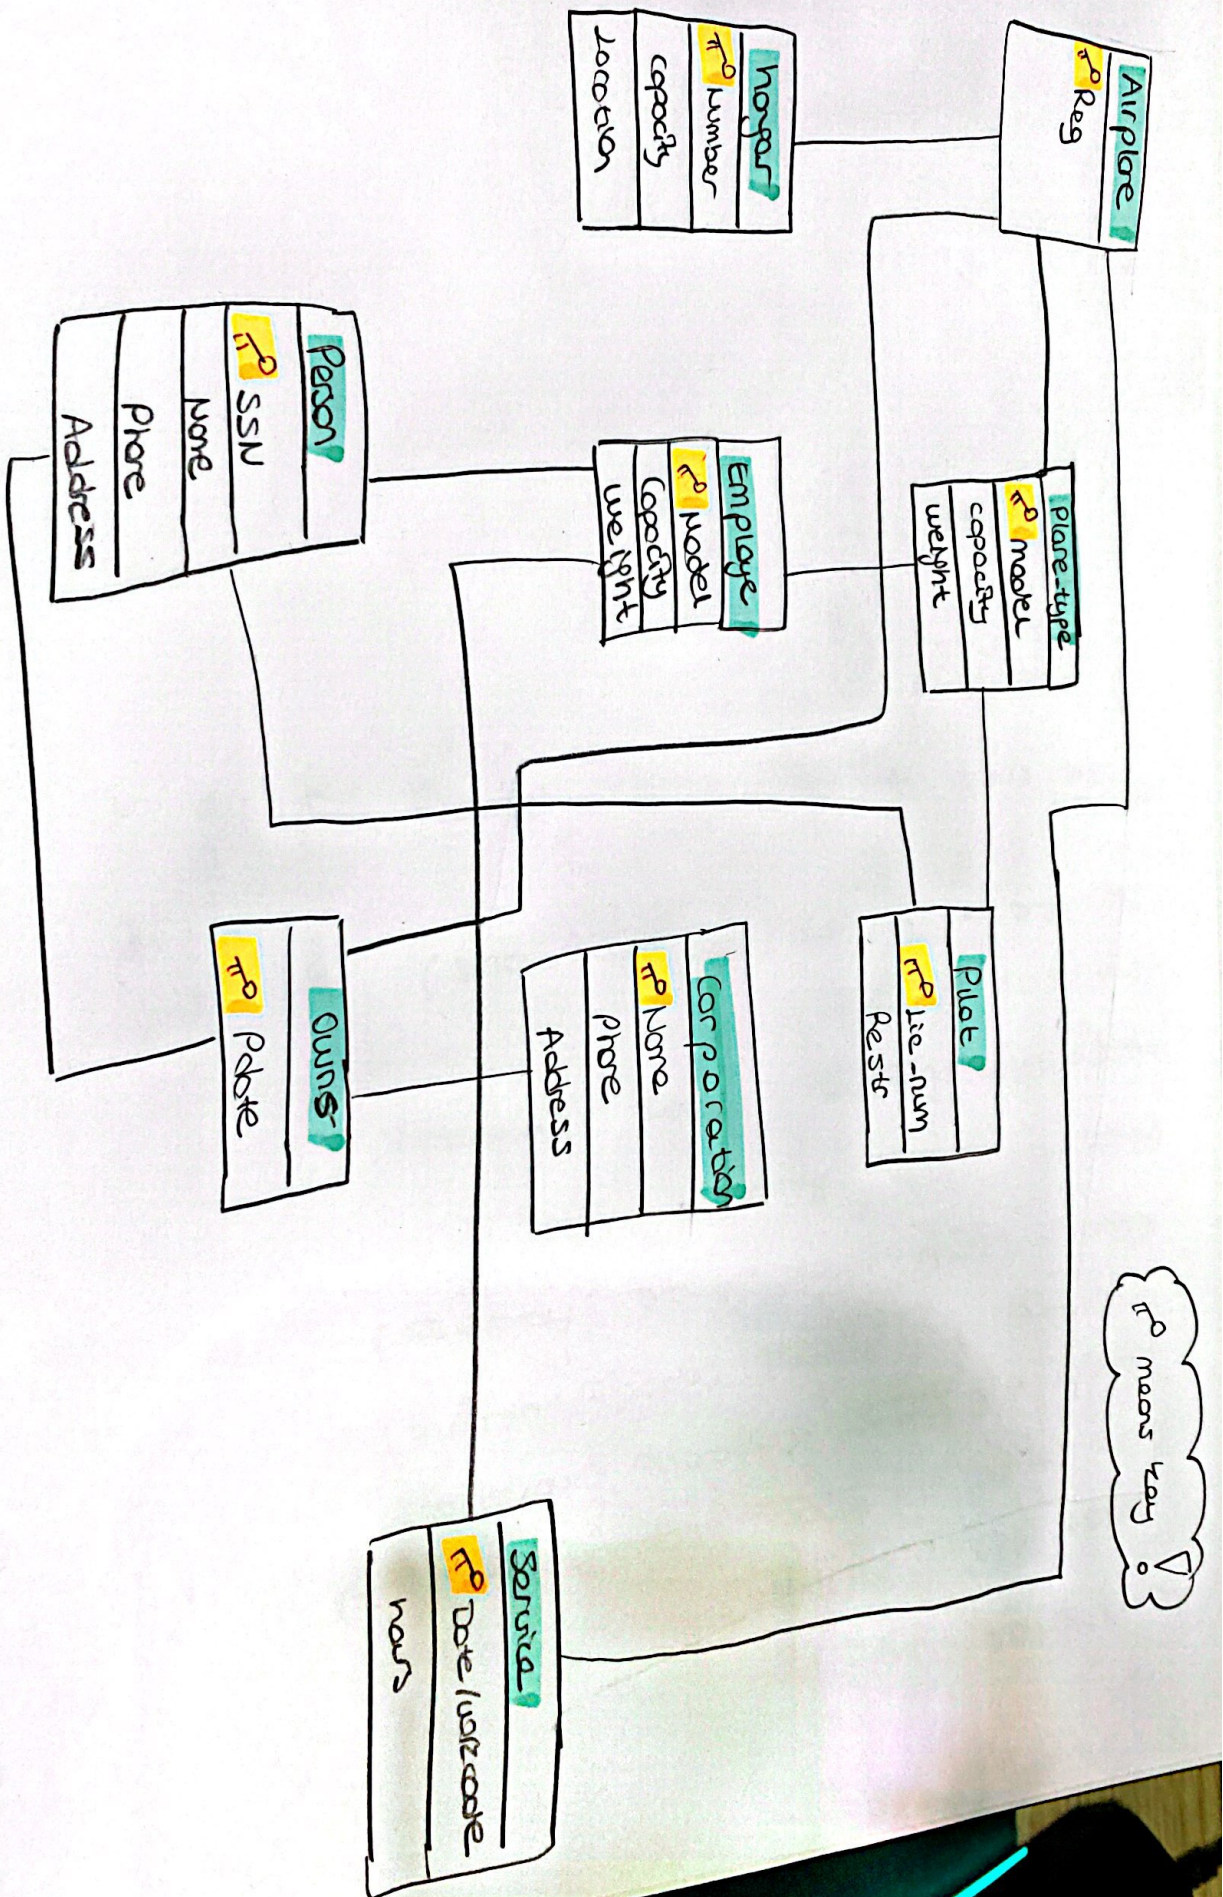 Airplane
Reg
means key!
hangar
Number
capacity
Location
Plane-type
model
capacity
weight
Pilot
Lic-num
Restr
Employe
Model
Capacity
weight
Corporation
Name
Phone
Address
Service
Date/workcode
hours
Person
SSN
Name
Phone
Address
Owns
Pdate